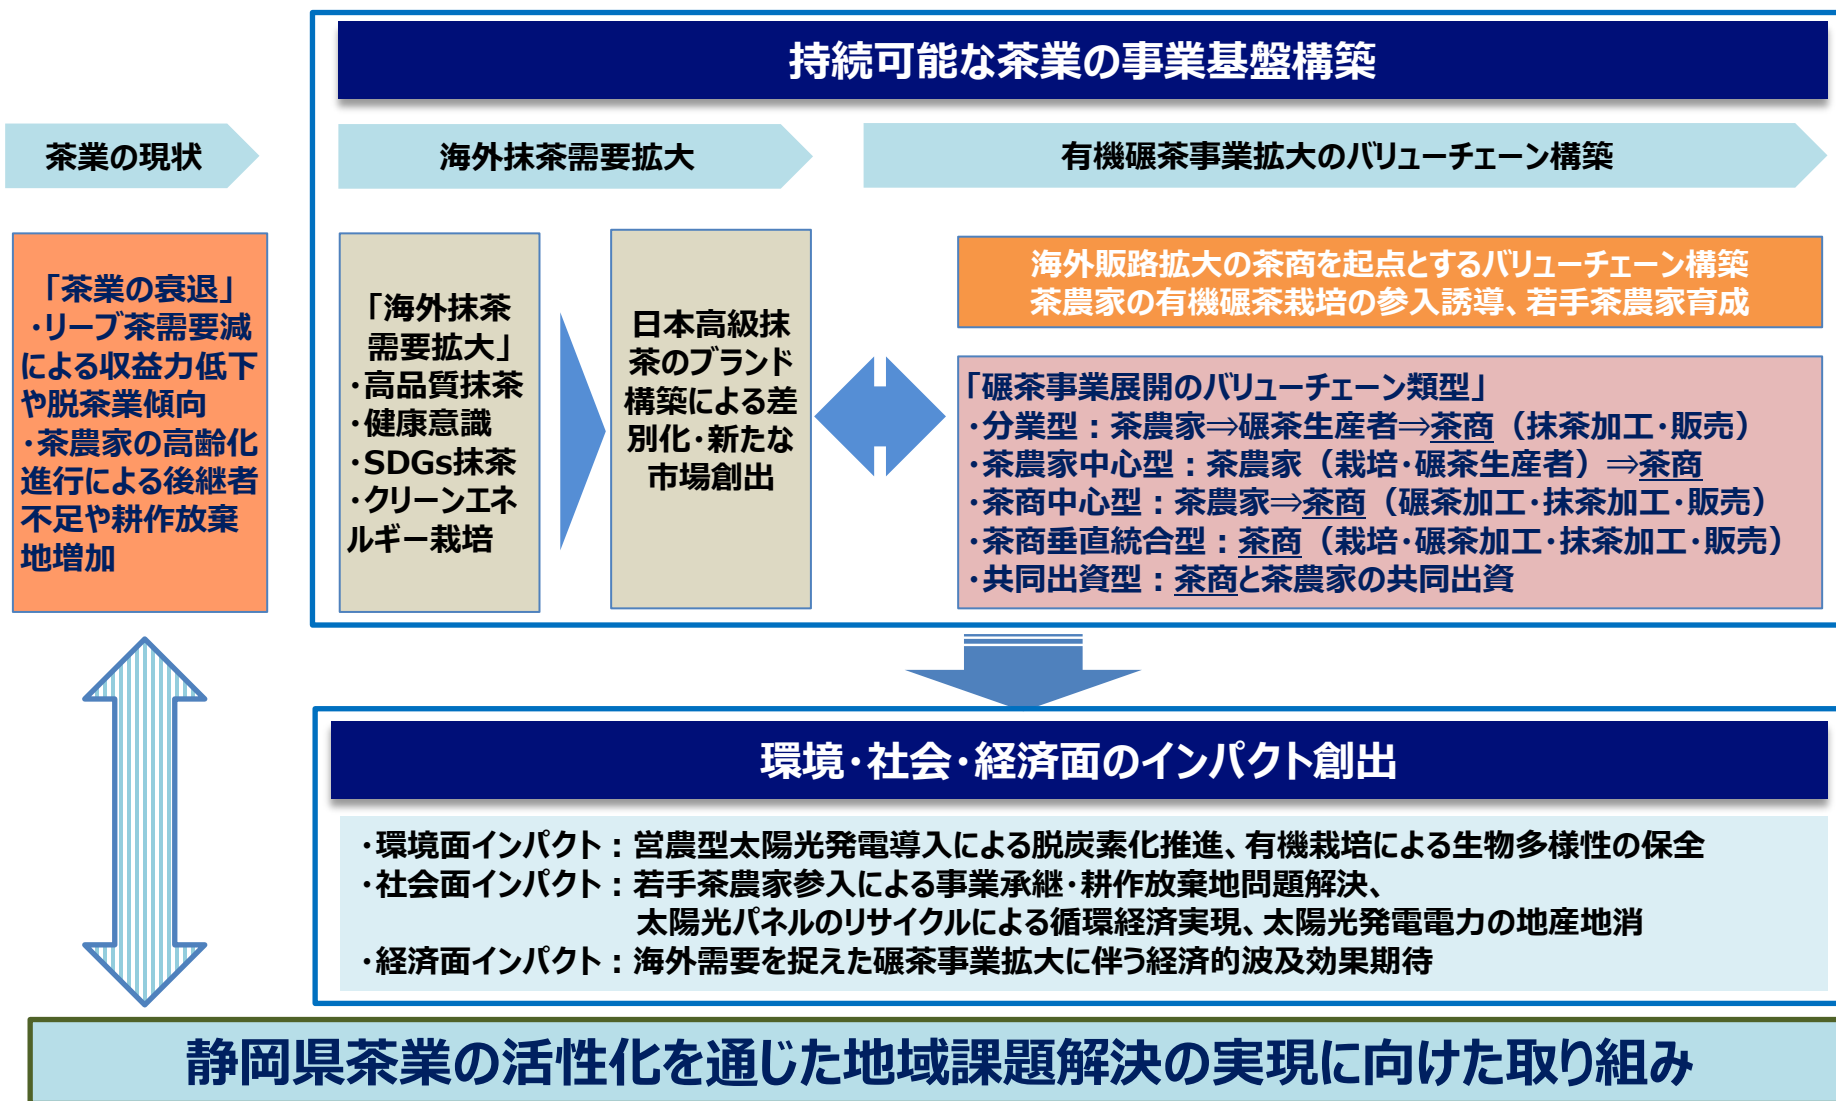 持続可能な茶業の事業基盤構築
茶業の現状
海外抹茶需要拡大
有機碾茶事業拡大のバリューチェーン構築
「茶業の衰退」
・リーブ茶需要減
による収益力低下
や脱茶業傾向
・茶農家の高齢化
進行による後継者
不足や耕作放棄
地増加
「海外抹茶
需要拡大」
・高品質抹茶
・健康意識
・SDGs抹茶
・クリーンエネ
ルギー栽培
日本高級抹
茶のブランド
構築による差
別化・新たな
市場創出
海外販路拡大の茶商を起点とするバリューチェーン構築
茶農家の有機碾茶栽培の参入誘導、若手茶農家育成
「碾茶事業展開のバリューチェーン類型」
・分業型：茶農家⇒碾茶生産者⇒茶商（抹茶加工・販売）
・茶農家中心型：茶農家（栽培・碾茶生産者）⇒茶商
・茶商中心型：茶農家⇒茶商（碾茶加工・抹茶加工・販売）
・茶商垂直統合型：茶商（栽培・碾茶加工・抹茶加工・販売）
・共同出資型：茶商と茶農家の共同出資
環境・社会・経済面のインパクト創出
・環境面インパクト：営農型太陽光発電導入による脱炭素化推進、有機栽培による生物多様性の保全
・社会面インパクト：若手茶農家参入による事業承継・耕作放棄地問題解決、
太陽光パネルのリサイクルによる循環経済実現、太陽光発電電力の地産地消
・経済面インパクト：海外需要を捉えた碾茶事業拡大に伴う経済的波及効果期待
静岡県茶業の活性化を通じた地域課題解決の実現に向けた取り組み